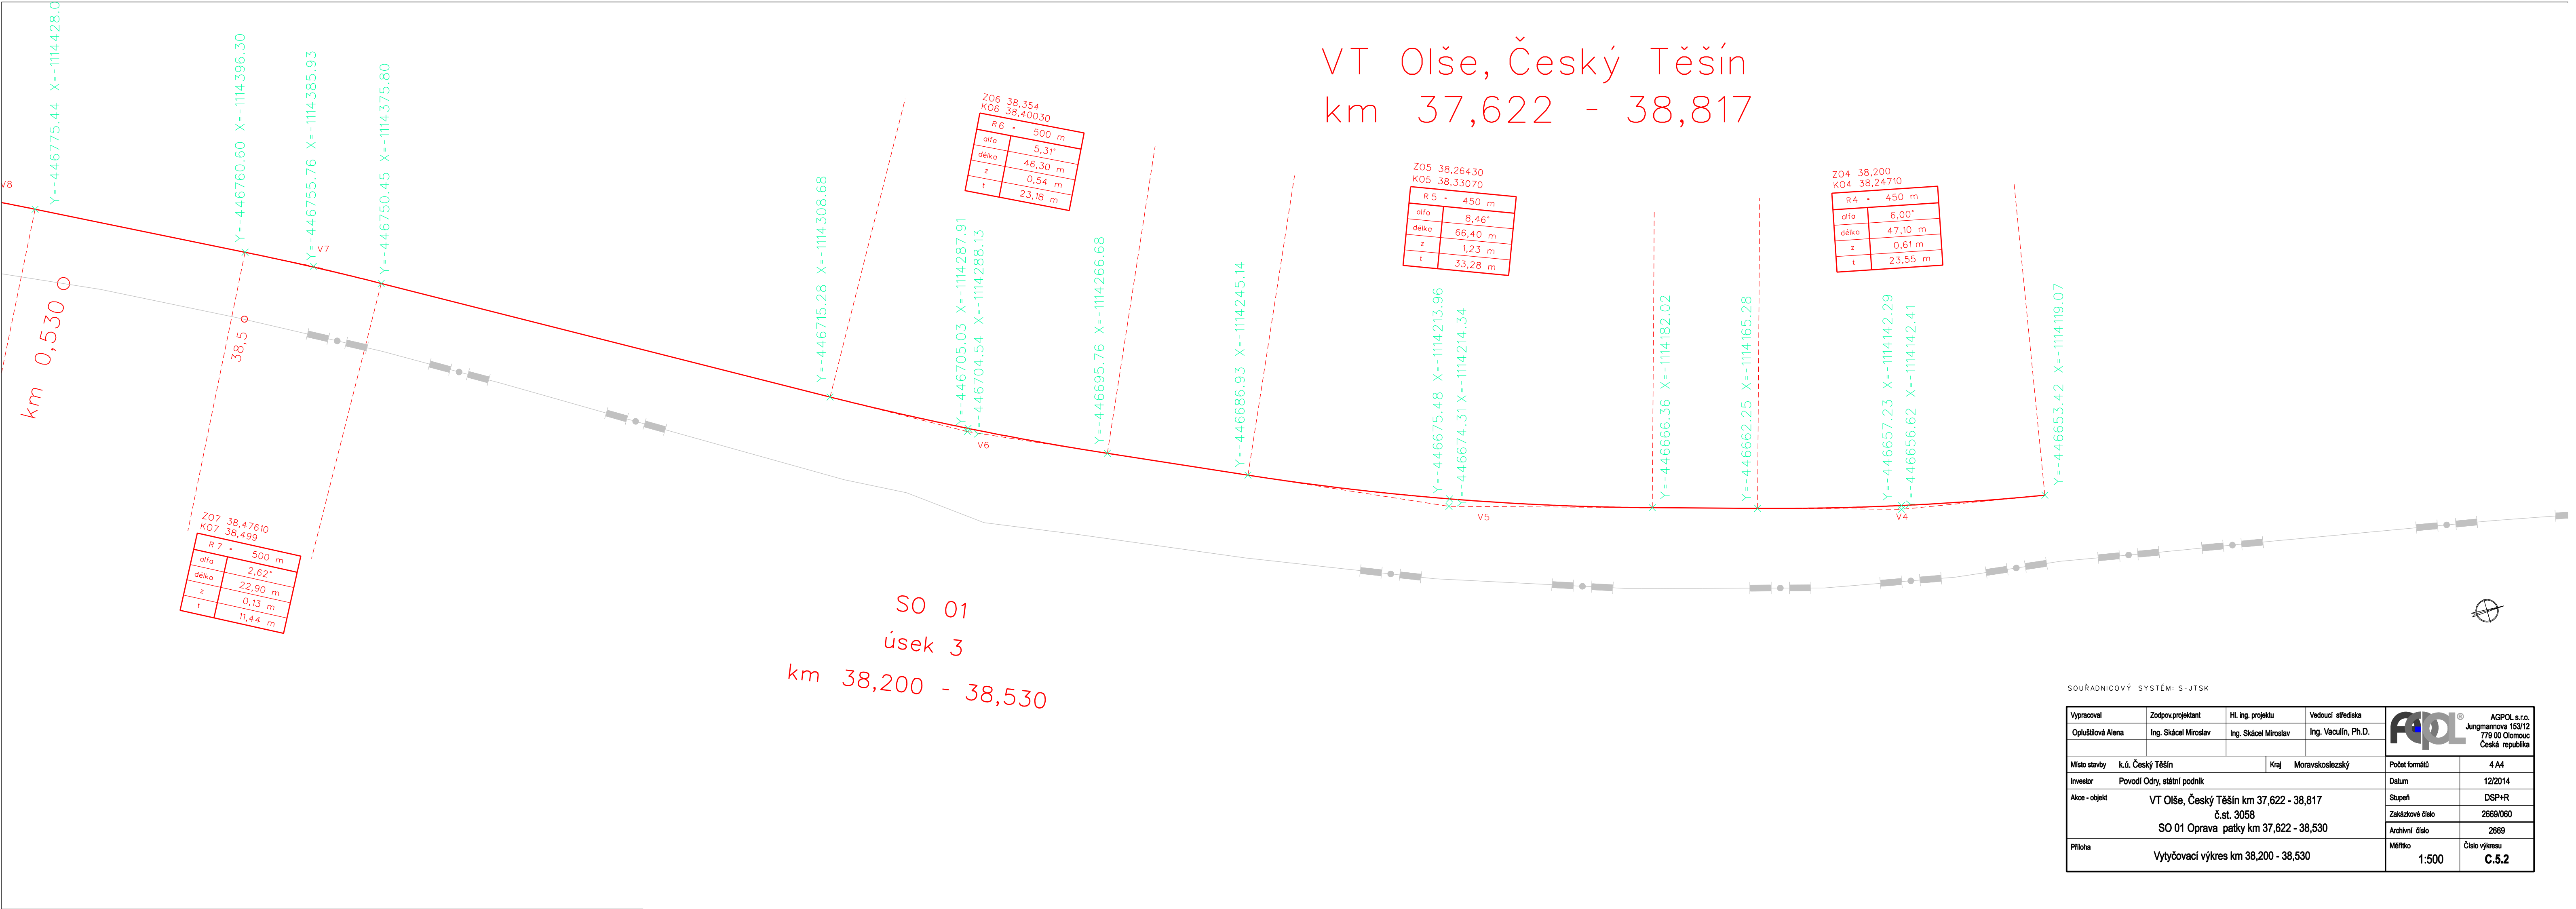 VT Olše, Český Těšín
km 37,622 - 38,817
V8
Y=-446775.44 X=-1114428.0
Y=-446760.60 X=-1114396.30
Y=-446755.76 X=-1114385.93
V7
Y=-446750.45 X=-1114375.80
Y=-446715.28 X=-1114308.68
ZO6 38,354
KO6 38,40030
R6 - 500 m
alfa 5,31°
délka 46,30 m
z 0,54 m
t 23,18 m
Y=-446705.03 X=-1114287.91
Y=-446704.54 X=-1114288.13
V6
Y=-446695.76 X=-1114266.68
Y=-446686.93 X=-1114245.14
ZO5 38,26430
KO5 38,33070
R5 - 450 m
alfa 8,46°
délka 66,40 m
z 1,23 m
t 33,28 m
Y=-446675.48 X=-1114213.96
Y=-446674.31 X=-1114214.34
V5
Y=-446666.36 X=-1114182.02
Y=-446662.25 X=-1114165.28
ZO4 38,200
KO4 38,24710
R4 - 450 m
alfa 6,00°
délka 47,10 m
z 0,61 m
t 23,55 m
Y=-446657.23 X=-1114142.29
Y=-446656.62 X=-1114142.41
V4
Y=-446653.42 X=-1114119.07
km 0,530
38,5
ZO7 38,47610
KO7 38,499
R7 - 500 m
alfa 2,62°
délka 22,90 m
z 0,13 m
t 11,44 m
SO 01
úsek 3
km 38,200 - 38,530
SOUŘADNICOVÝ SYSTÉM: S-JTSK
Vypracoval Zodpov.projektant Hl. ing. projektu Vedoucí střediska
Opluštilová Alena Ing. Skácel Miroslav Ing. Skácel Miroslav Ing. Vaculín, Ph.D.
AGPOL®
AGPOL s.r.o.
Jungmannova 153/12
779 00 Olomouc
Česká republika
Místo stavby k.ú. Český Těšín Kraj Moravskoslezský
Počet formátů 4 A4
Investor Povodí Odry, státní podnik
Datum 12/2014
Akce - objekt VT Olše, Český Těšín km 37,622 - 38,817
č.st. 3058
SO 01 Oprava patky km 37,622 - 38,530
Stupeň DSP+R
Zakázkové číslo 2669/060
Archivní číslo 2669
Příloha Vytyčovací výkres km 38,200 - 38,530
Měřítko 1:500
Číslo výkresu C.5.2